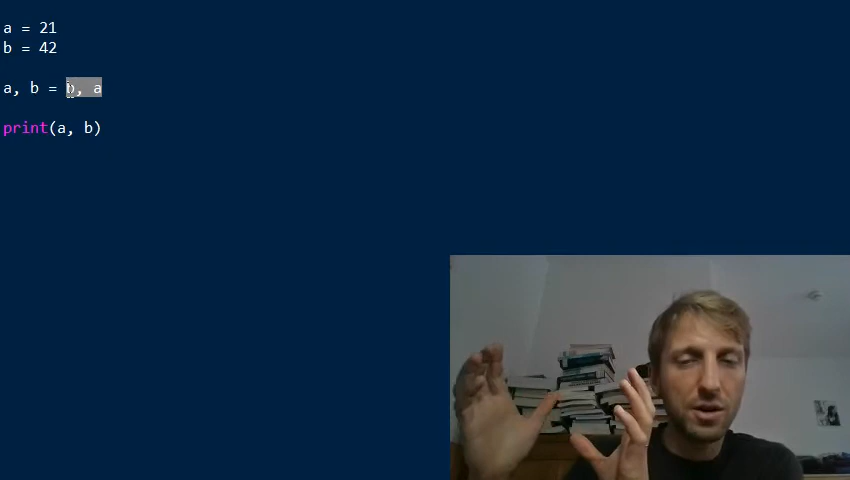 a = 21
b = 42
a, b = b, a
print(a, b)